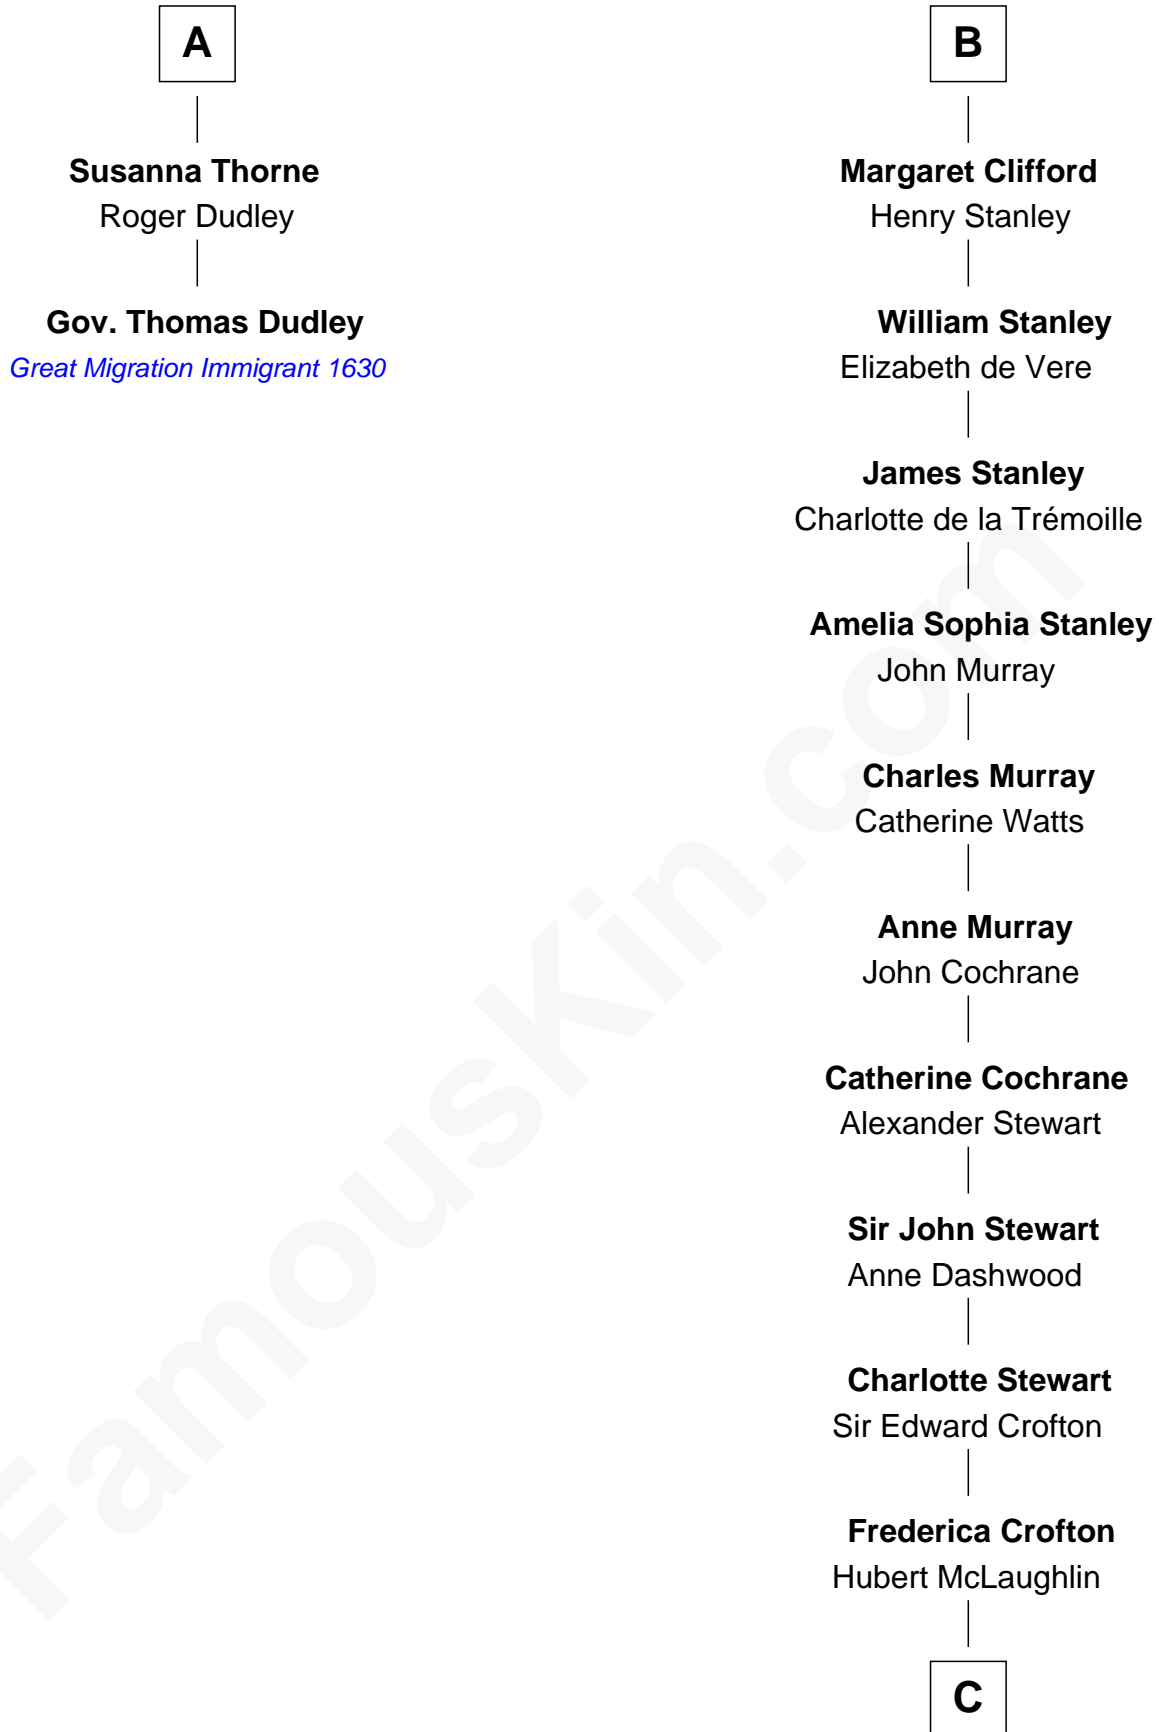 A
Susanna Thorne
Roger Dudley
Gov. Thomas Dudley
Great Migration Immigrant 1630
B
Margaret Clifford
Henry Stanley
William Stanley
Elizabeth de Vere
James Stanley
Charlotte de la Trémoille
Amelia Sophia Stanley
John Murray
Charles Murray
Catherine Watts
Anne Murray
John Cochrane
Catherine Cochrane
Alexander Stewart
Sir John Stewart
Anne Dashwood
Charlotte Stewart
Sir Edward Crofton
Frederica Crofton
Hubert McLaughlin
C
FamousKin.com